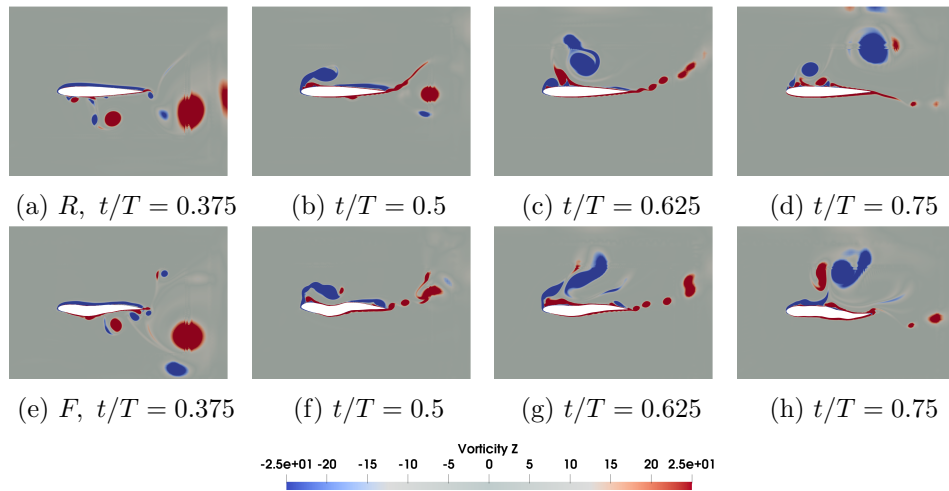 (a) R, t/T = 0.375
(b) t/T = 0.5
(c) t/T = 0.625
(d) t/T = 0.75
(e) F, t/T = 0.375
(f) t/T = 0.5
(g) t/T = 0.625
(h) t/T = 0.75
Vorticity Z
-2.5e+01 -20 -15 -10 -5 0 5 10 15 20 2.5e+01